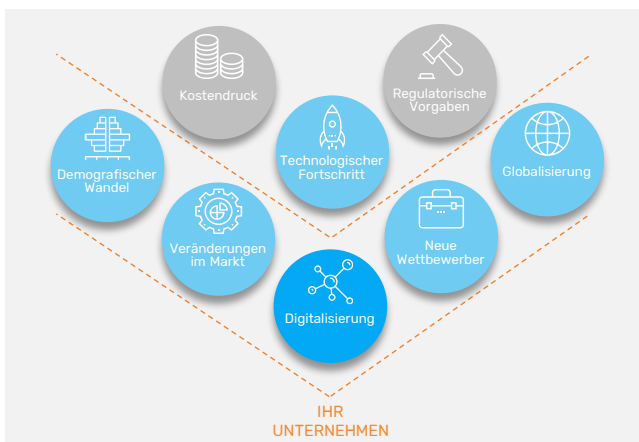 Kostendruck
Regulatorische
Vorgaben
Demografischer
Wandel
Technologischer
Fortschritt
Globalisierung
Veränderungen
im Markt
Neue
Wettbewerber
Digitalisierung
IHR
UNTERNEHMEN